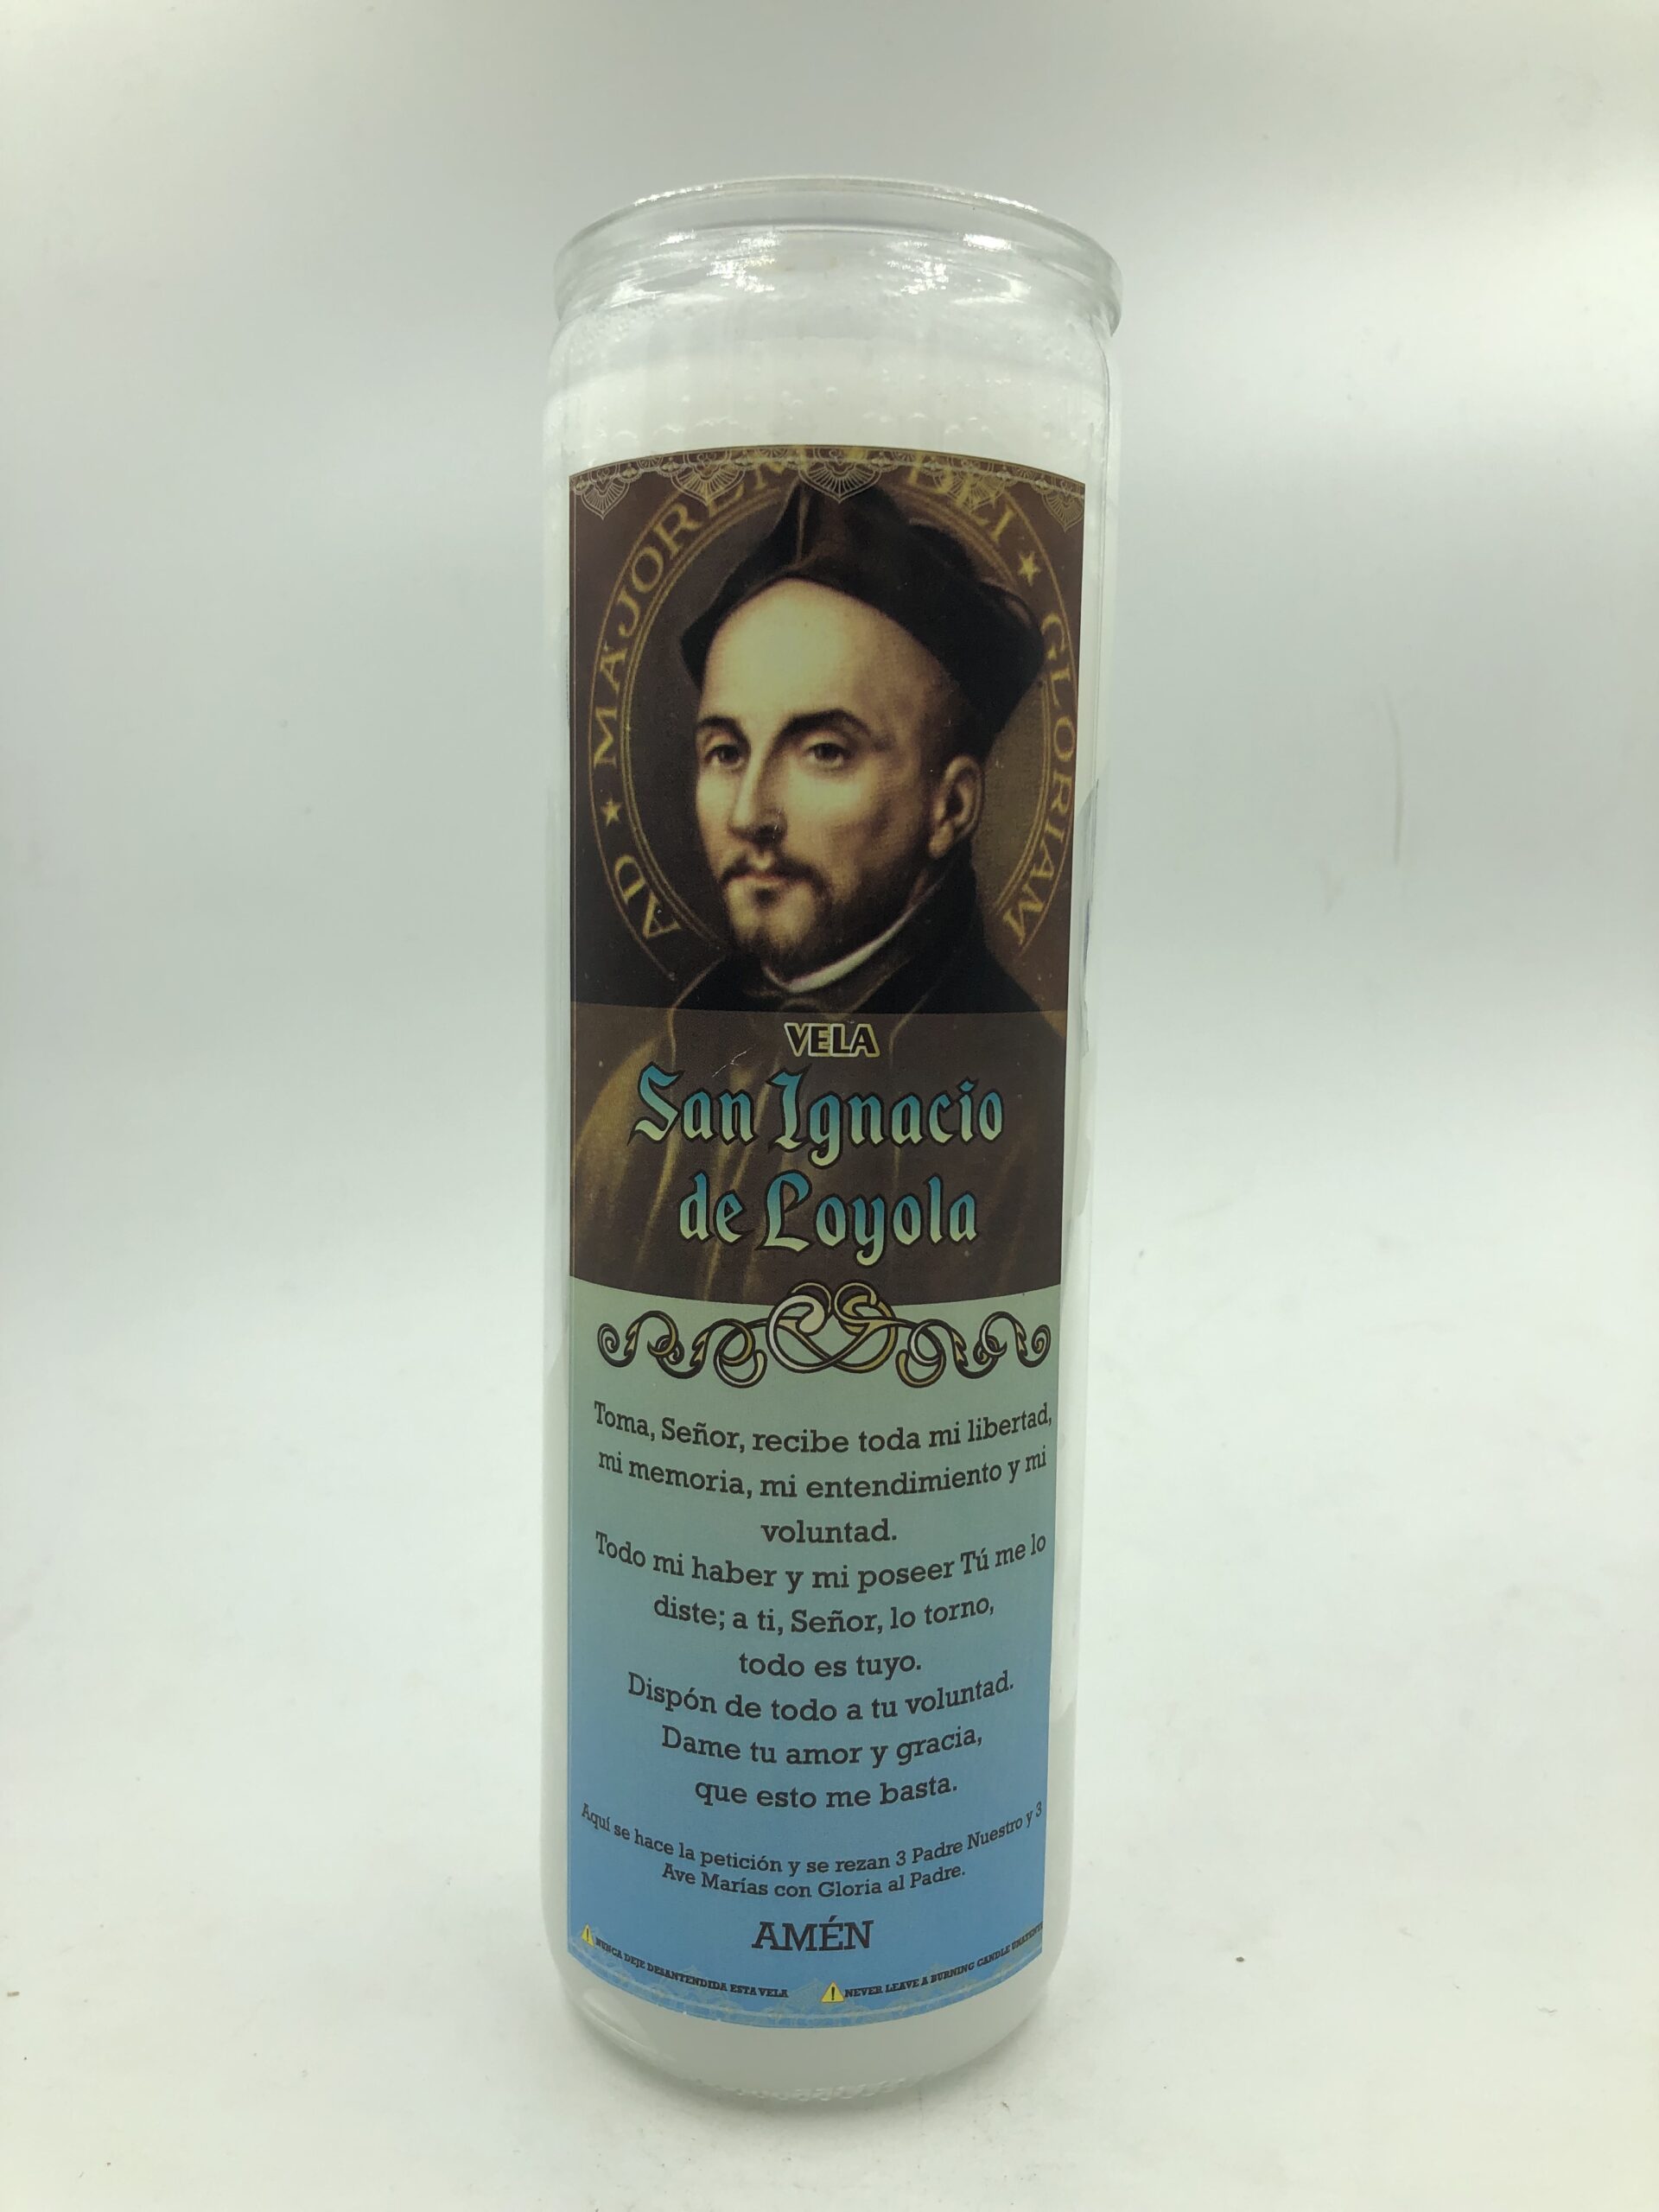 AD ★ MAJOREM DEI ★ GLORIAM
VELA
San Ignacio
de Loyola
Toma, Señor, recibe toda mi libertad,
mi memoria, mi entendimiento y mi
voluntad.
Todo mi haber y mi poseer Tú me lo
diste; a ti, Señor, lo torno,
todo es tuyo.
Dispón de todo a tu voluntad.
Dame tu amor y gracia,
que esto me basta.
Aquí se hace la petición y se rezan 3 Padre Nuestro y 3
Ave Marías con Gloria al Padre.
AMÉN
NUNCA DEJE DESANTENDIDA ESTA VELA
NEVER LEAVE A BURNING CANDLE